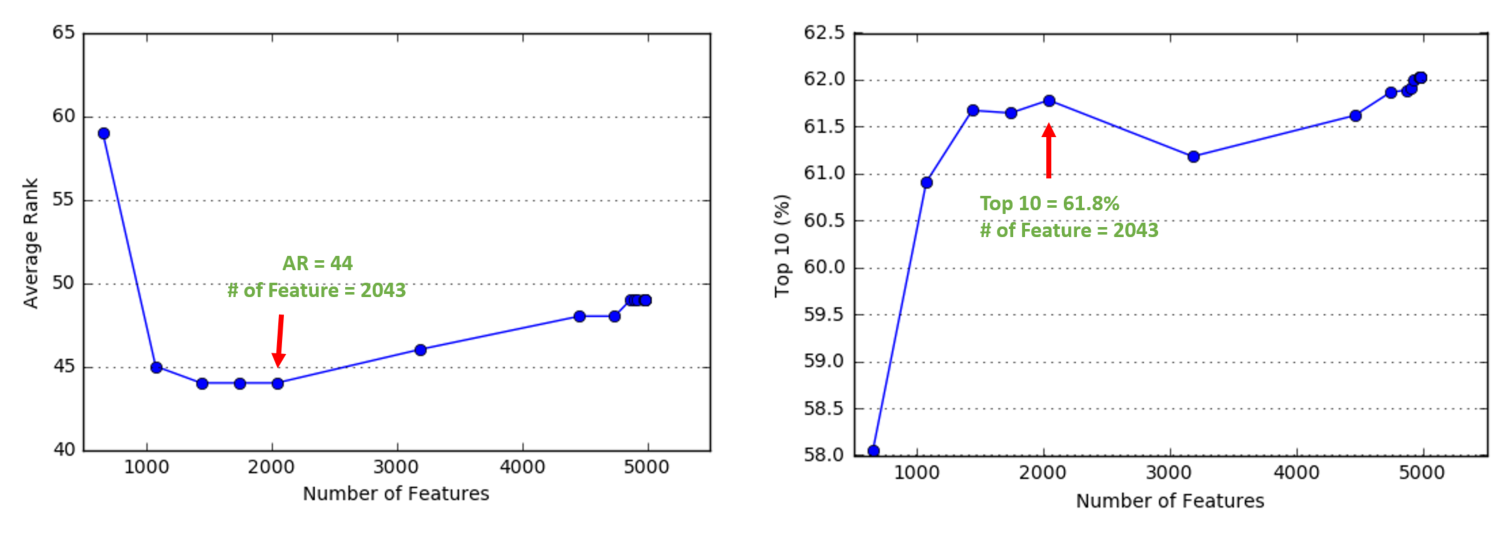 65
60
55
50
45
40
Average Rank
AR = 44
# of Feature = 2043
1000 2000 3000 4000 5000
Number of Features
62.5
62.0
61.5
61.0
60.5
60.0
59.5
59.0
58.5
58.0
Top 10 (%)
Top 10 = 61.8%
# of Feature = 2043
1000 2000 3000 4000 5000
Number of Features